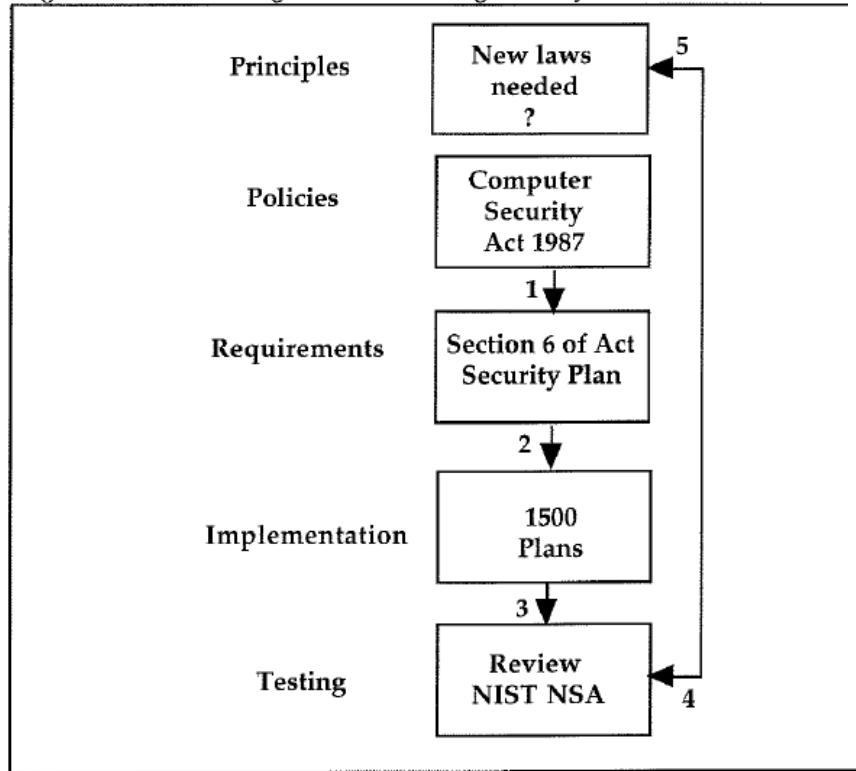 Principles
New laws
needed
?
5
Policies
Computer
Security
Act 1987
1
Requirements
Section 6 of Act
Security Plan
2
Implementation
1500
Plans
3
Testing
Review
NIST NSA
4